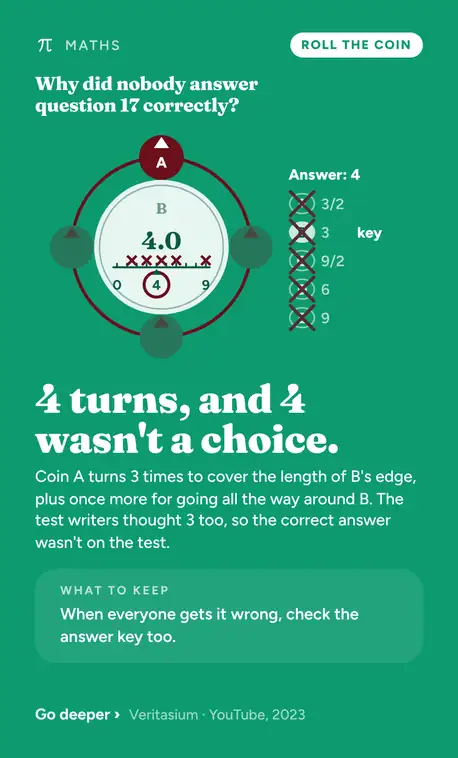 π MATHS
ROLL THE COIN
Why did nobody answer
question 17 correctly?
A
B
4.0
0 4 9
Answer: 4
3/2
3 key
9/2
6
9
4 turns, and 4
wasn't a choice.
Coin A turns 3 times to cover the length of B's edge,
plus once more for going all the way around B. The
test writers thought 3 too, so the correct answer
wasn't on the test.
WHAT TO KEEP
When everyone gets it wrong, check the
answer key too.
Go deeper › Veritasium · YouTube, 2023